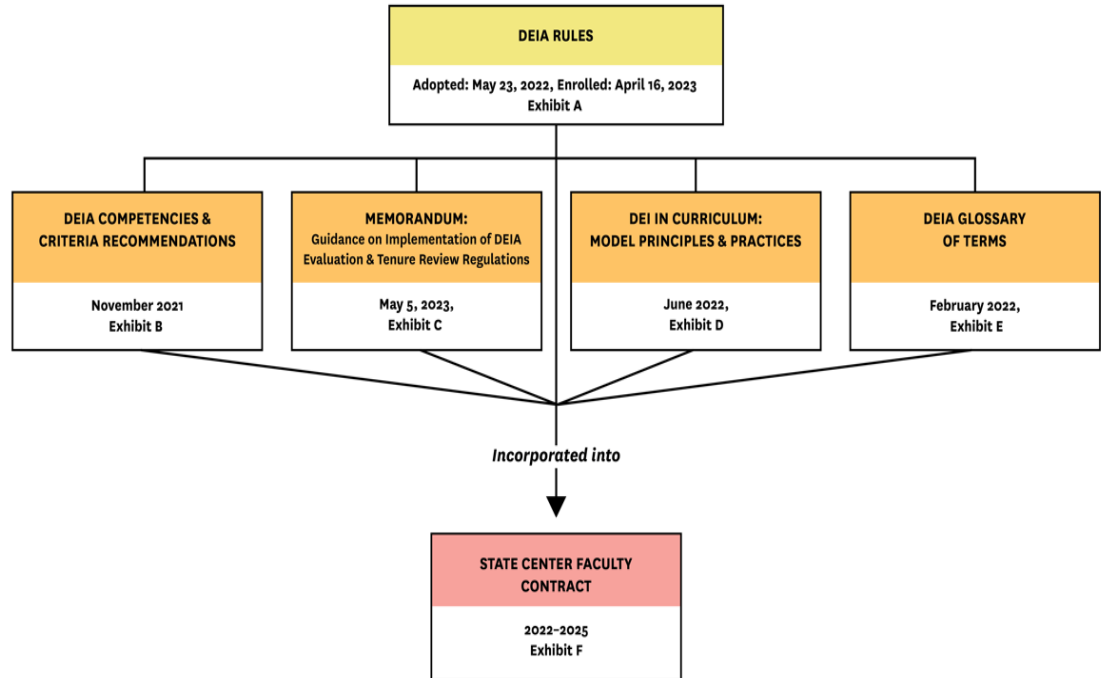 DEIA RULES
Adopted: May 23, 2022, Enrolled: April 16, 2023
Exhibit A
DEIA COMPETENCIES &
CRITERIA RECOMMENDATIONS
November 2021
Exhibit B
MEMORANDUM:
Guidance on Implementation of DEIA
Evaluation & Tenure Review Regulations
May 5, 2023,
Exhibit C
DEI IN CURRICULUM:
MODEL PRINCIPLES & PRACTICES
June 2022,
Exhibit D
DEIA GLOSSARY
OF TERMS
February 2022,
Exhibit E
Incorporated into
STATE CENTER FACULTY
CONTRACT
2022–2025
Exhibit F